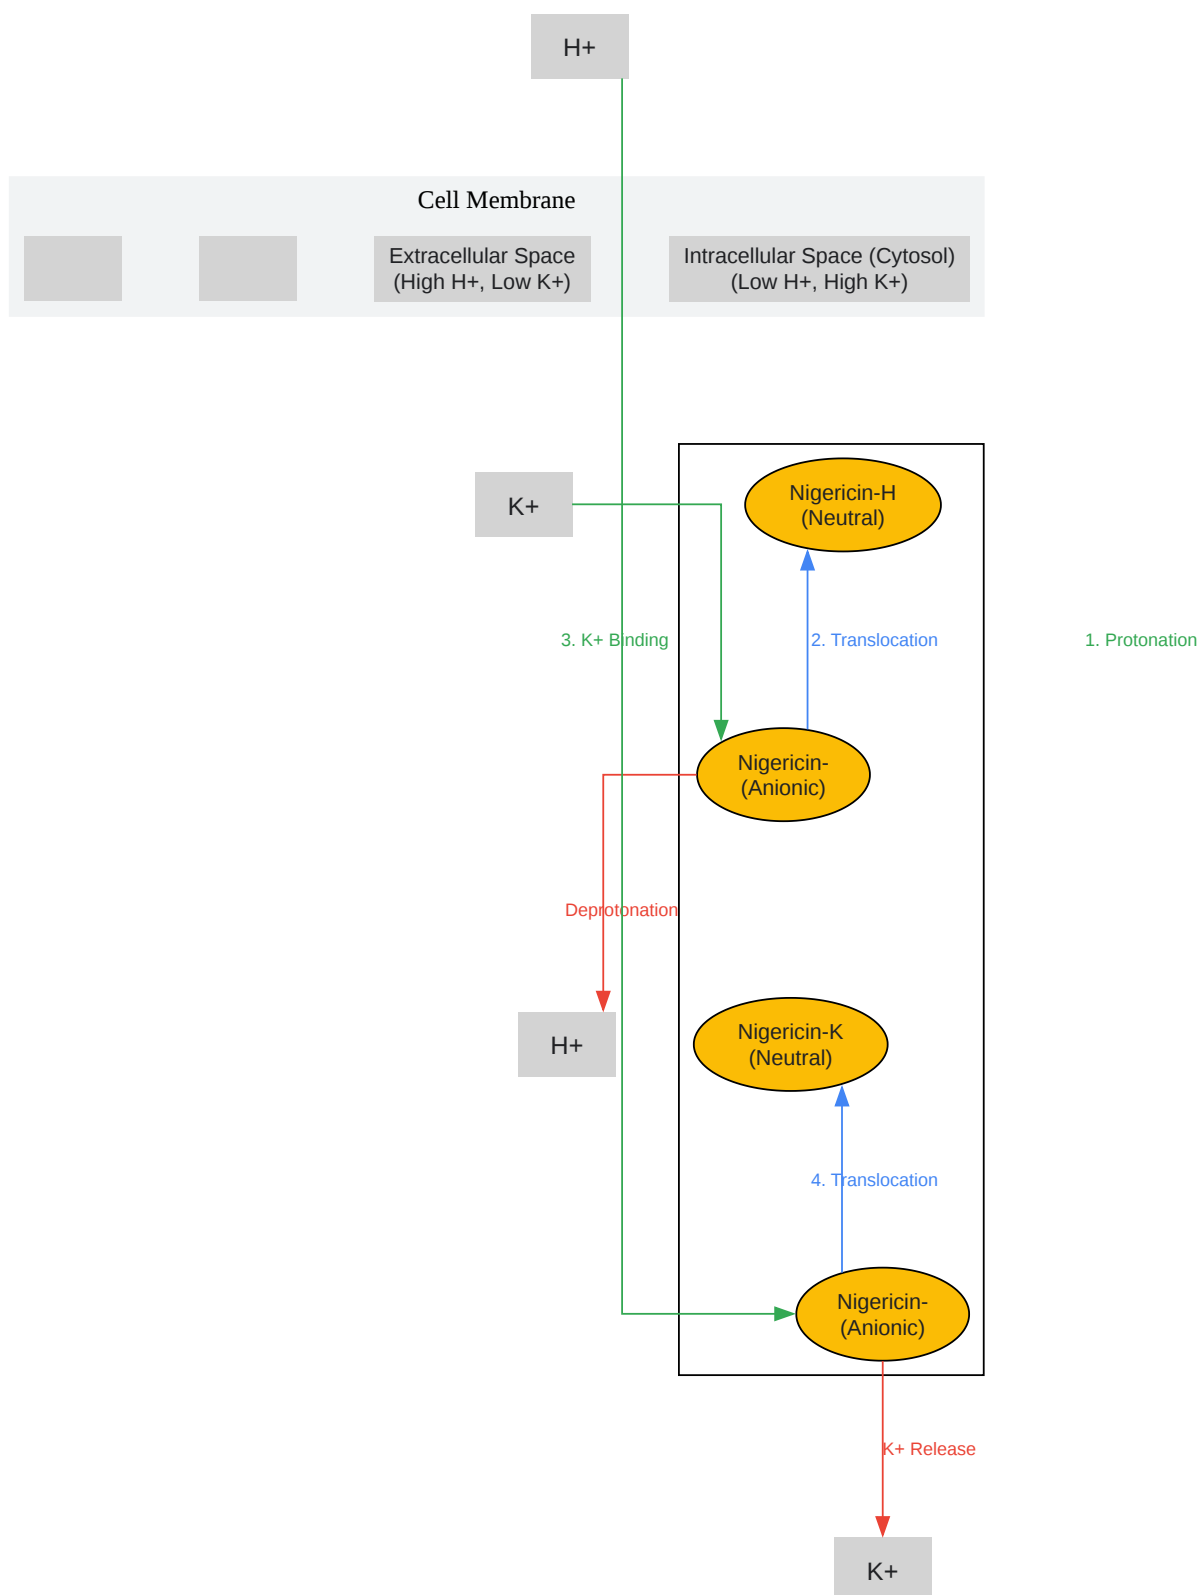 H+
Cell Membrane
Extracellular Space
(High H+, Low K+)
Intracellular Space (Cytosol)
(Low H+, High K+)
K+
Nigericin-H
(Neutral)
3. K+ Binding
2. Translocation
1. Protonation
Nigericin-
(Anionic)
Deprotonation
H+
Nigericin-K
(Neutral)
4. Translocation
Nigericin-
(Anionic)
K+ Release
K+